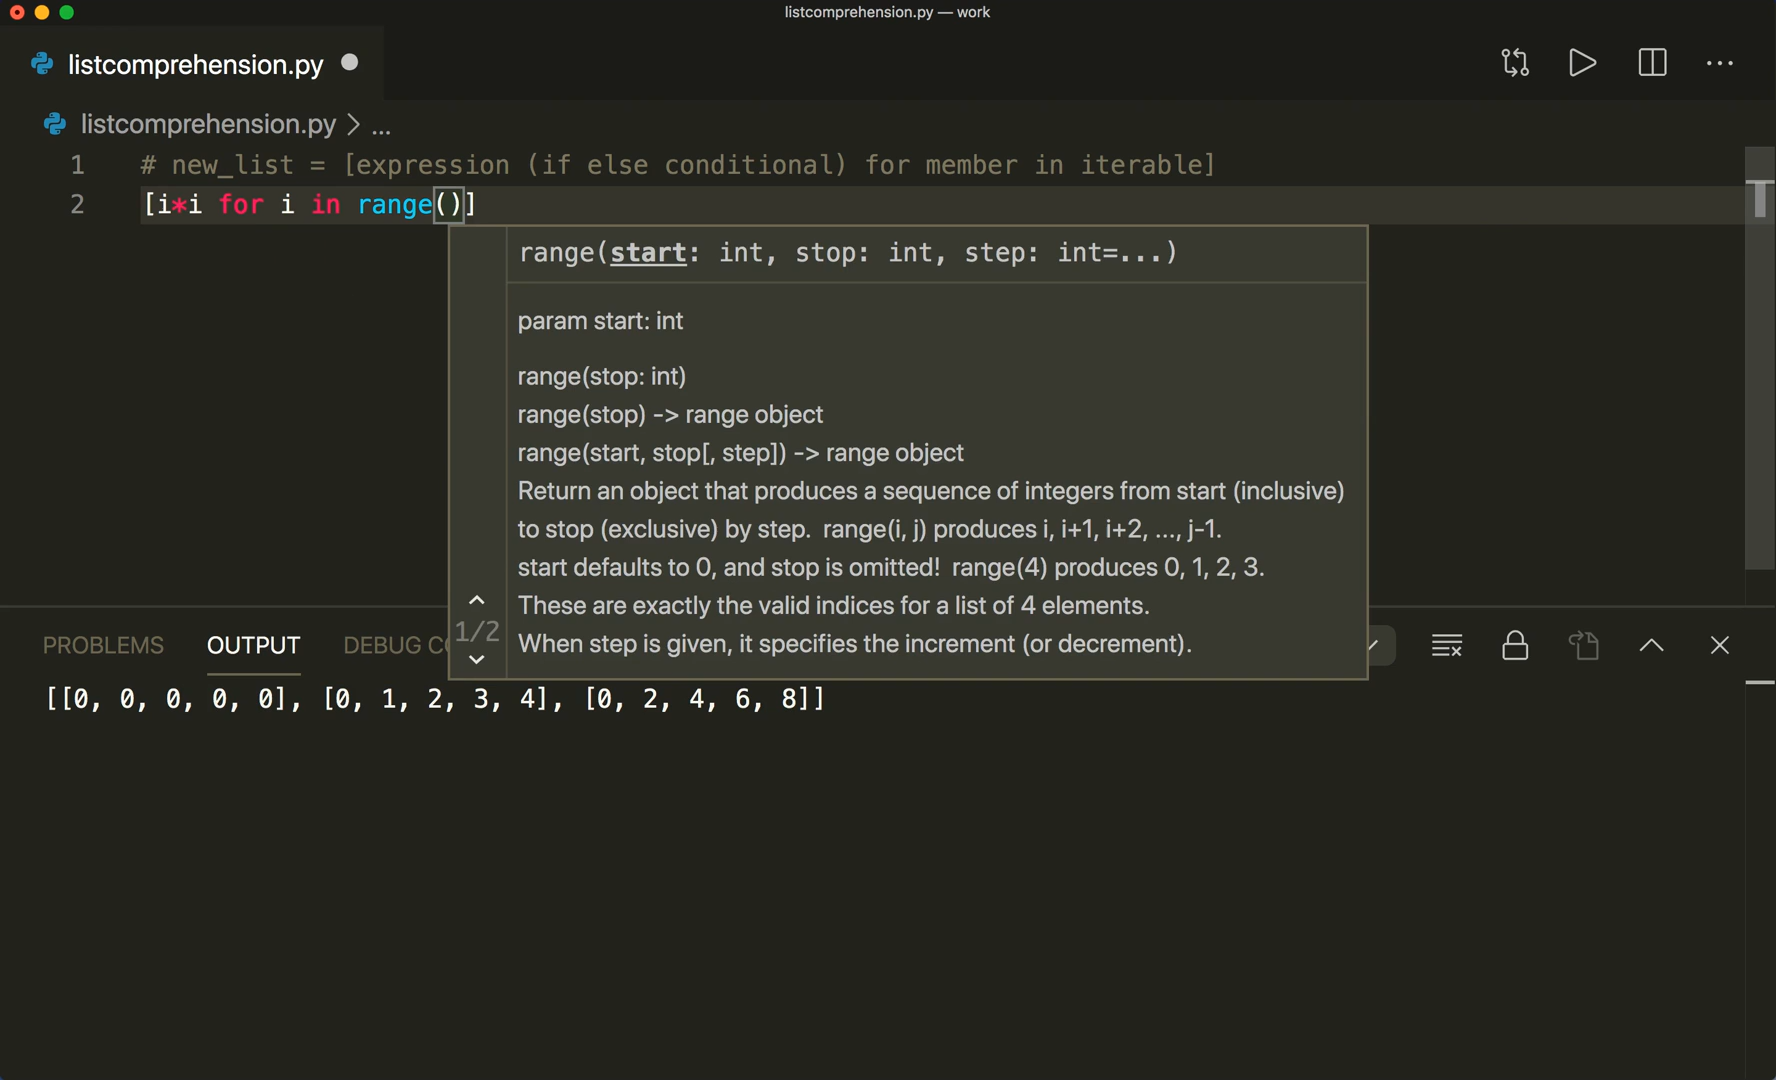 listcomprehension.py — work
listcomprehension.py
listcomprehension.py > ...
1 # new_list = [expression (if else conditional) for member in iterable]
2 [i*i for i in range()]
range(start: int, stop: int, step: int=...)
param start: int
range(stop: int)
range(stop) -> range object
range(start, stop[, step]) -> range object
Return an object that produces a sequence of integers from start (inclusive)
to stop (exclusive) by step.  range(i, j) produces i, i+1, i+2, ..., j-1.
start defaults to 0, and stop is omitted!  range(4) produces 0, 1, 2, 3.
These are exactly the valid indices for a list of 4 elements.
When step is given, it specifies the increment (or decrement).
1/2
PROBLEMS OUTPUT DEBUG CO
[[0, 0, 0, 0, 0], [0, 1, 2, 3, 4], [0, 2, 4, 6, 8]]